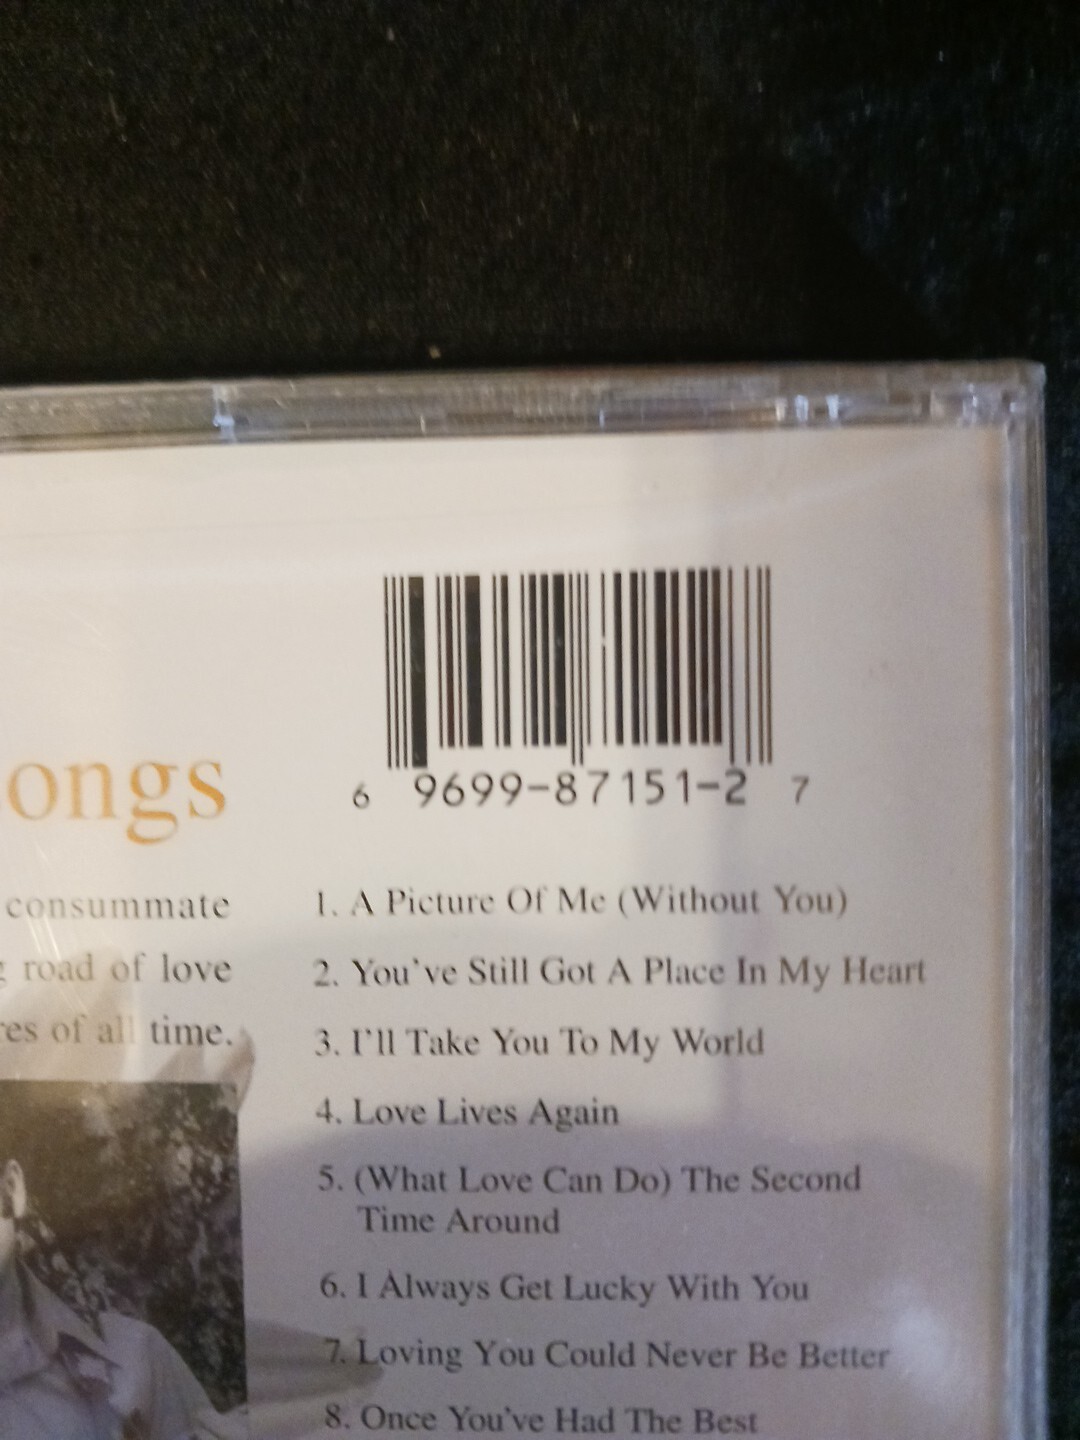 6 9699-87151-2 7
ongs
consummate
road of love
of all time.
1. A Picture Of Me (Without You)
2. You've Still Got A Place In My Heart
3. I'll Take You To My World
4. Love Lives Again
5. (What Love Can Do) The Second
Time Around
6. I Always Get Lucky With You
7. Loving You Could Never Be Better
8. Once You've Had The Best